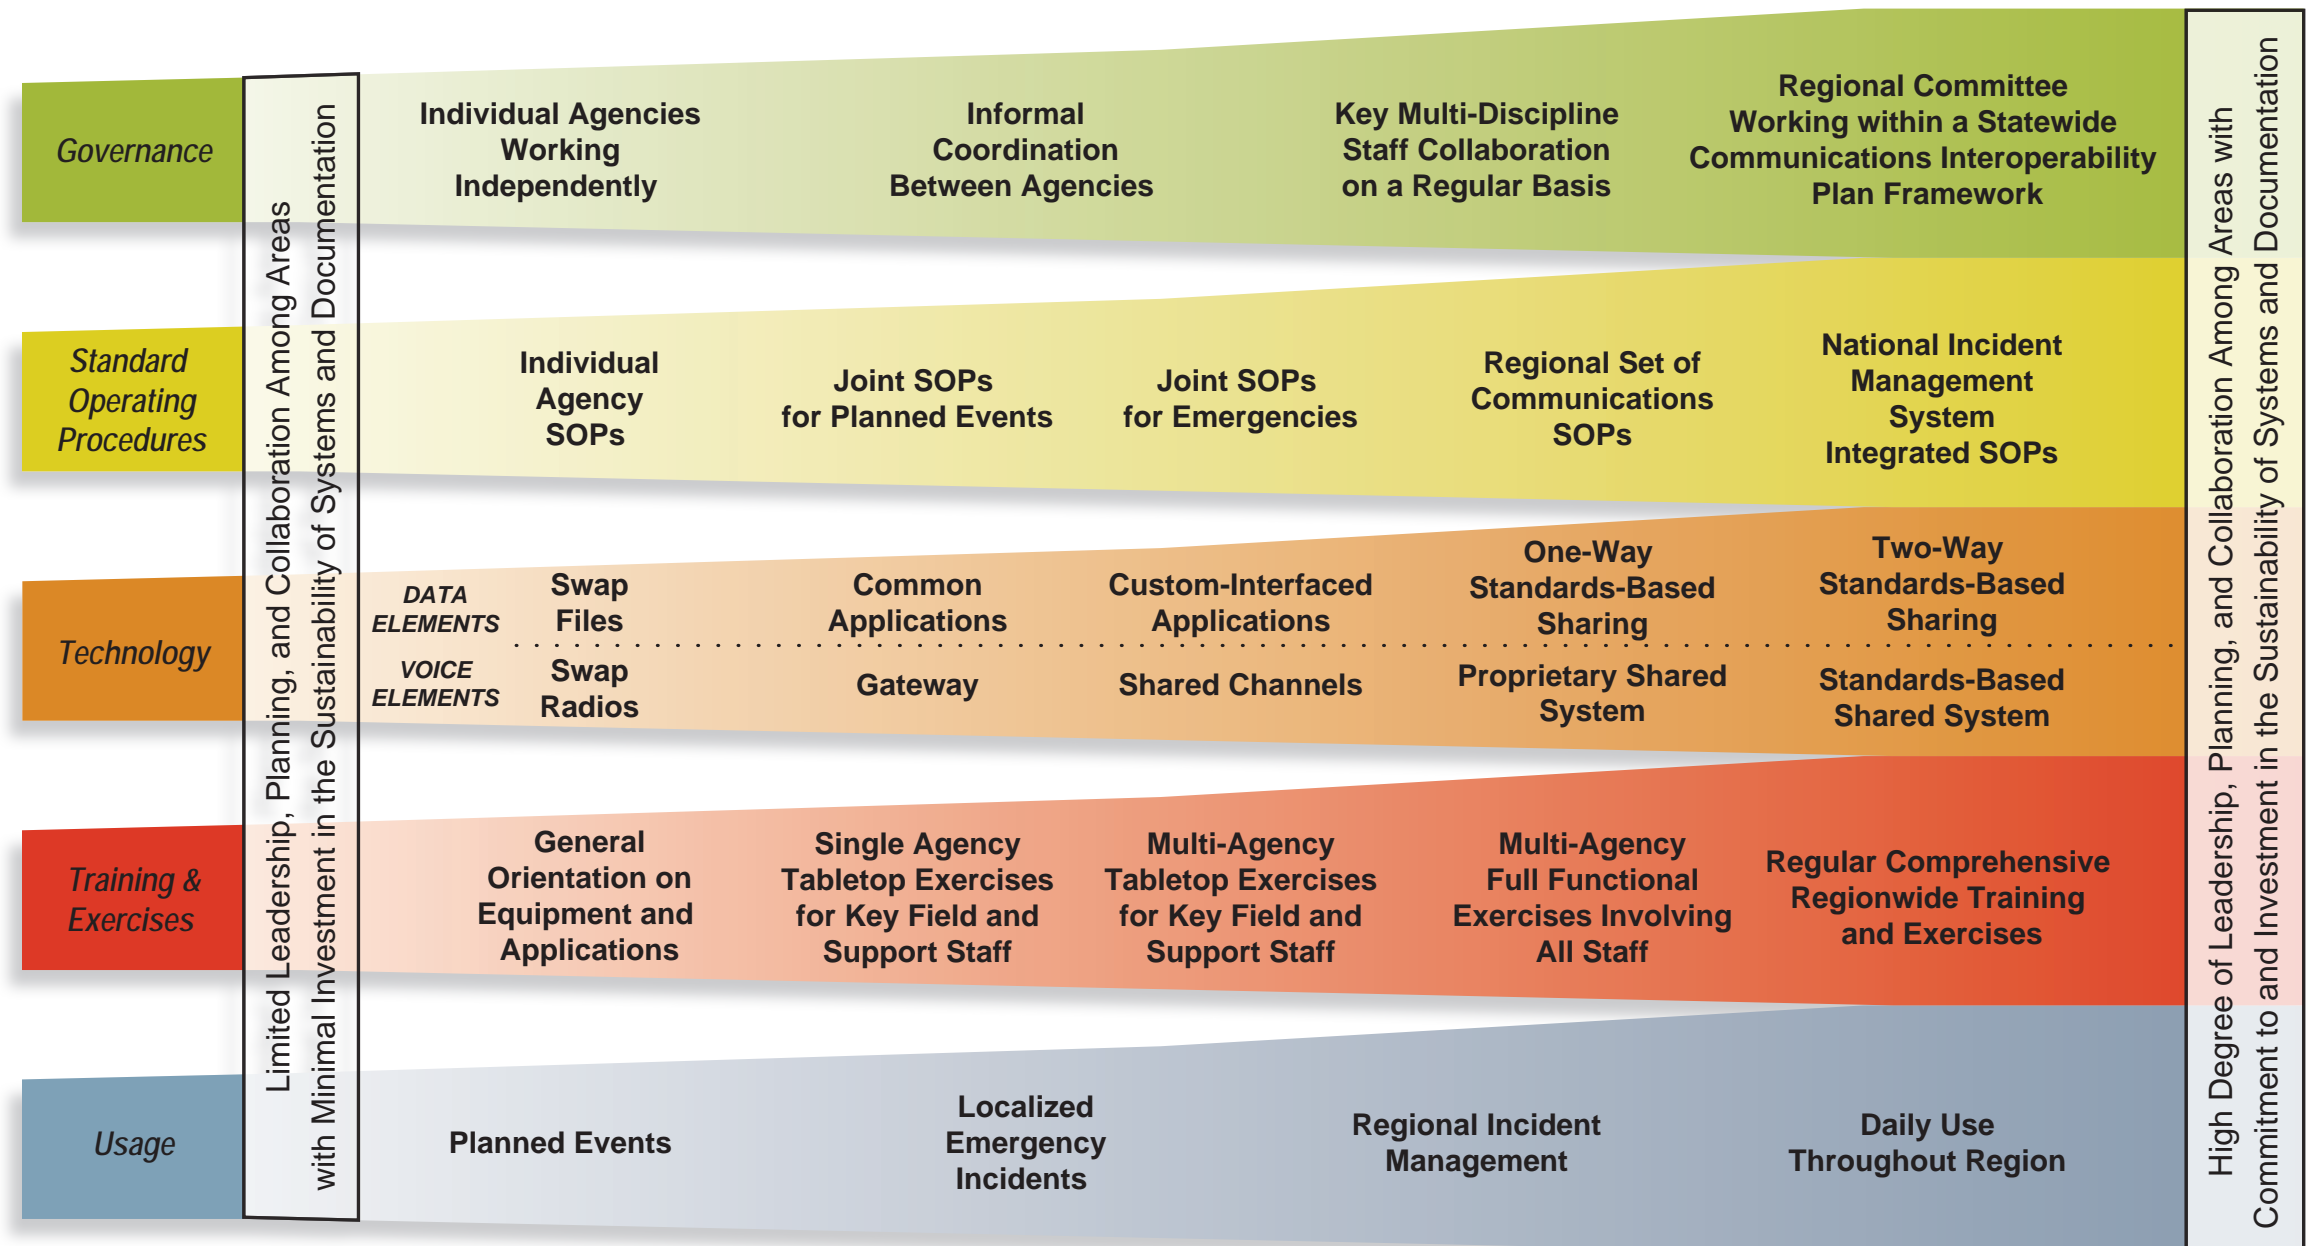 Limited Leadership, Planning, and Collaboration Among Areas
with Minimal Investment in the Sustainability of Systems and Documentation
Governance
Individual Agencies
Working
Independently
Informal
Coordination
Between Agencies
Key Multi-Discipline
Staff Collaboration
on a Regular Basis
Regional Committee
Working within a Statewide
Communications Interoperability
Plan Framework
Standard
Operating
Procedures
Individual
Agency
SOPs
Joint SOPs
for Planned Events
Joint SOPs
for Emergencies
Regional Set of
Communications
SOPs
National Incident
Management
System
Integrated SOPs
Technology
DATA
ELEMENTS
Swap
Files
Common
Applications
Custom-Interfaced
Applications
One-Way
Standards-Based
Sharing
Two-Way
Standards-Based
Sharing
VOICE
ELEMENTS
Swap
Radios
Gateway
Shared Channels
Proprietary Shared
System
Standards-Based
Shared System
Training &
Exercises
General
Orientation on
Equipment and
Applications
Single Agency
Tabletop Exercises
for Key Field and
Support Staff
Multi-Agency
Tabletop Exercises
for Key Field and
Support Staff
Multi-Agency
Full Functional
Exercises Involving
All Staff
Regular Comprehensive
Regionwide Training
and Exercises
Usage
Planned Events
Localized
Emergency
Incidents
Regional Incident
Management
Daily Use
Throughout Region
High Degree of Leadership, Planning, and Collaboration Among Areas with
Commitment to and Investment in the Sustainability of Systems and Documentation